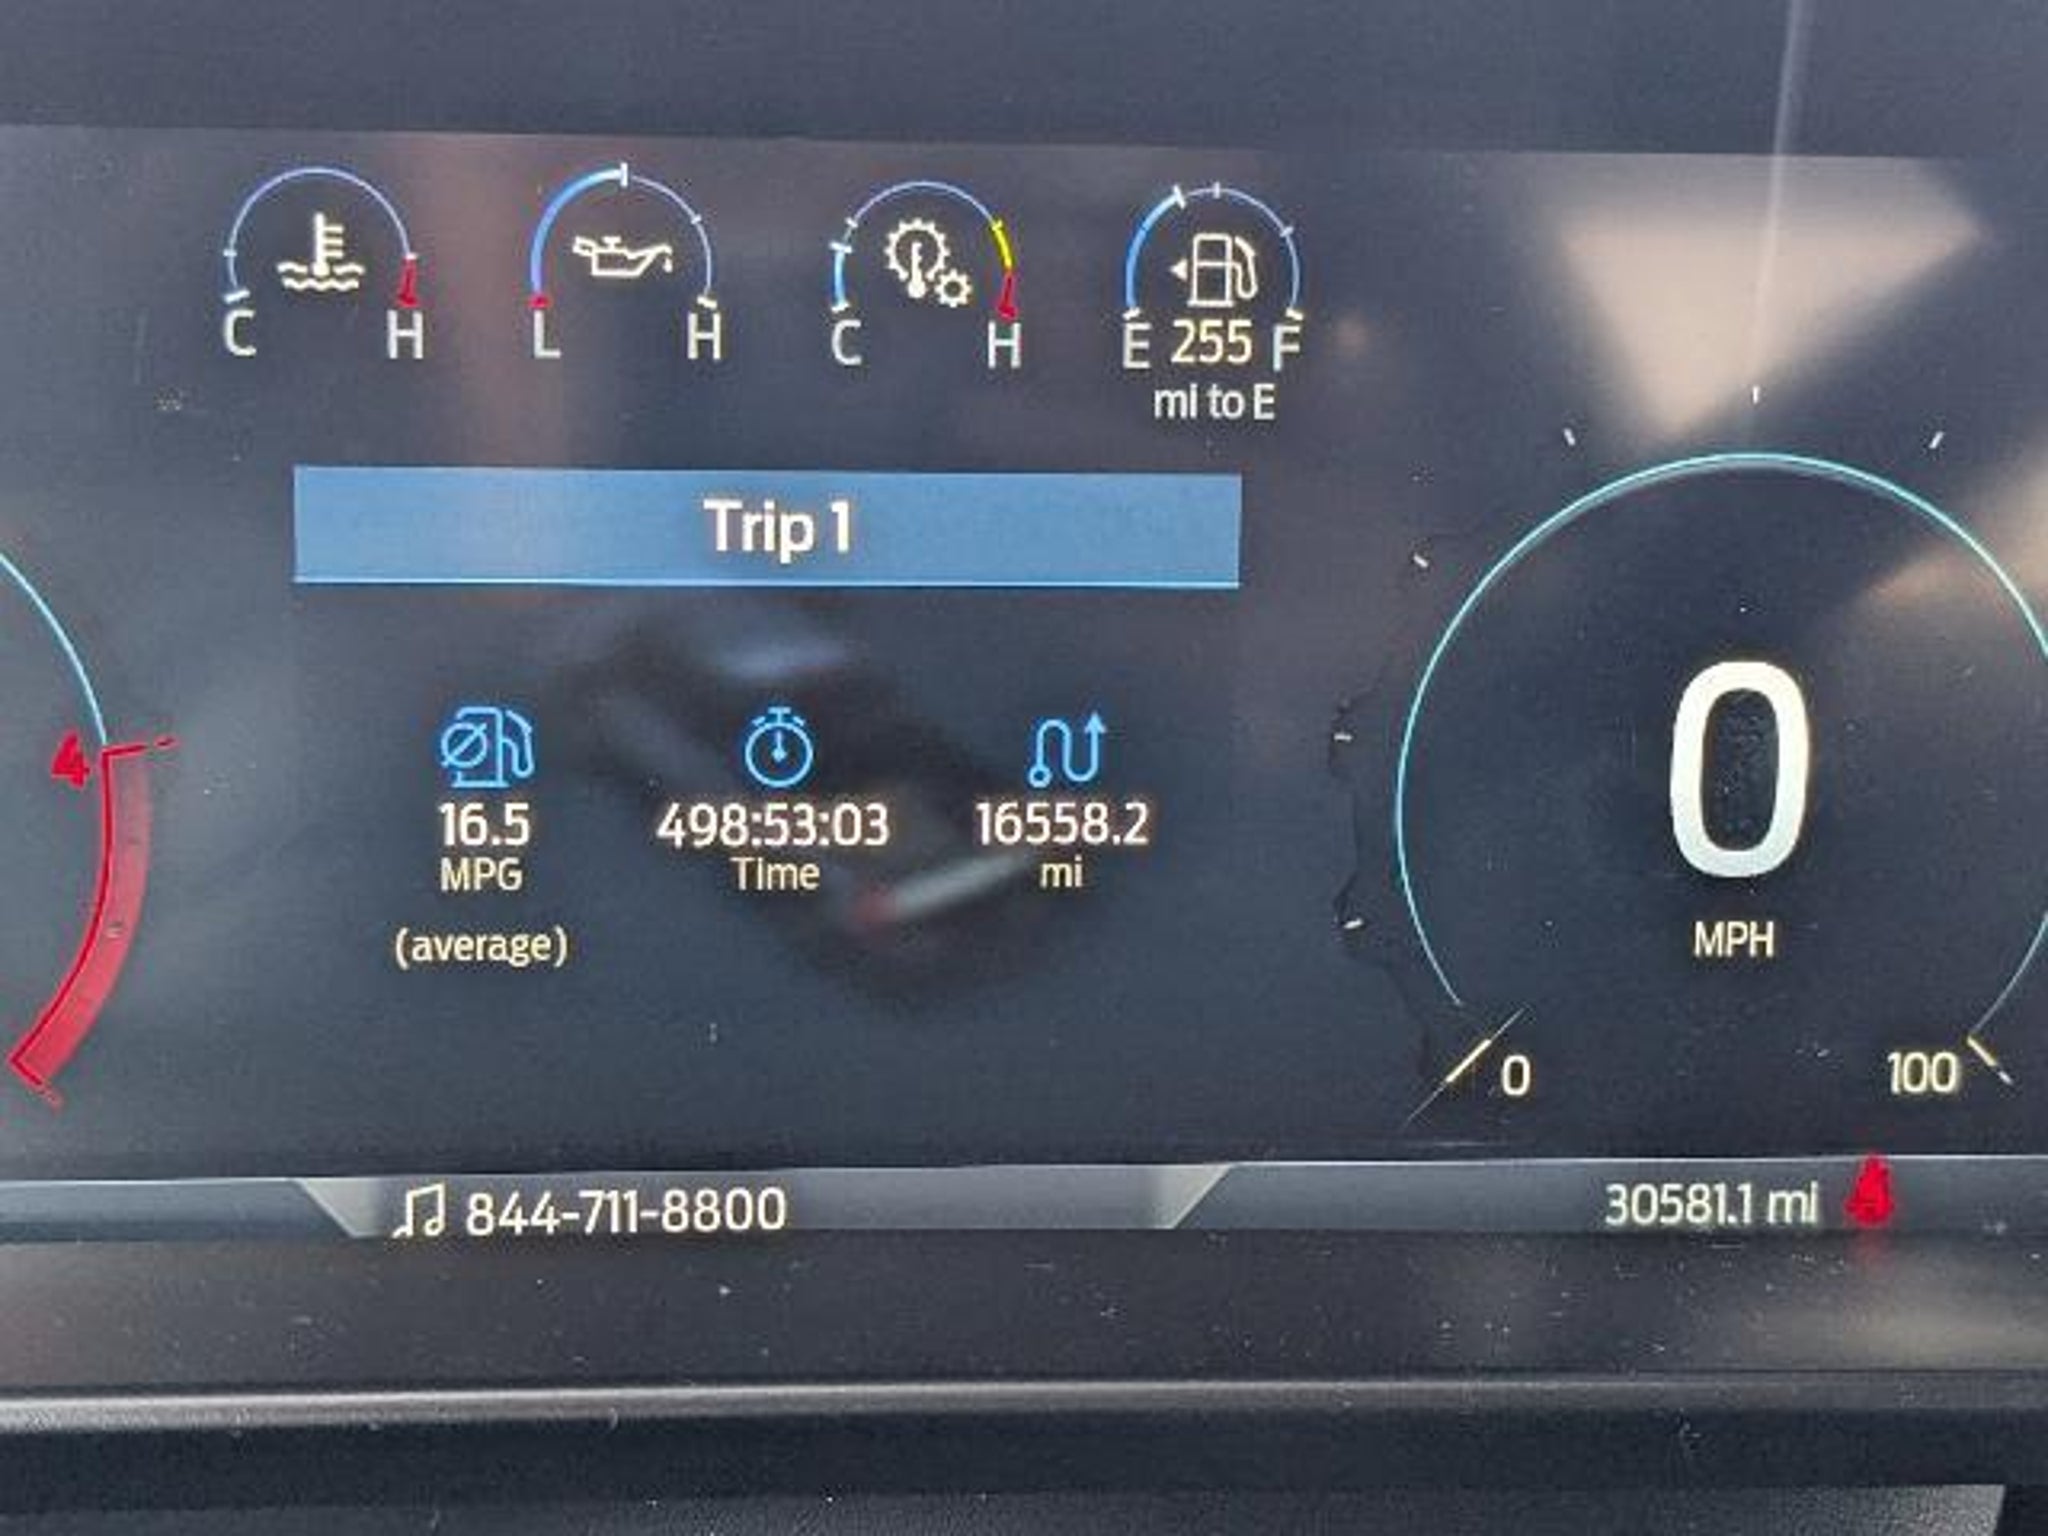 C H L H C H E 255 F
mi to E
Trip 1
4
16.5 498:53:03 16558.2
MPG Time mi
(average)
0
MPH
0 100
844-711-8800 30581.1 mi